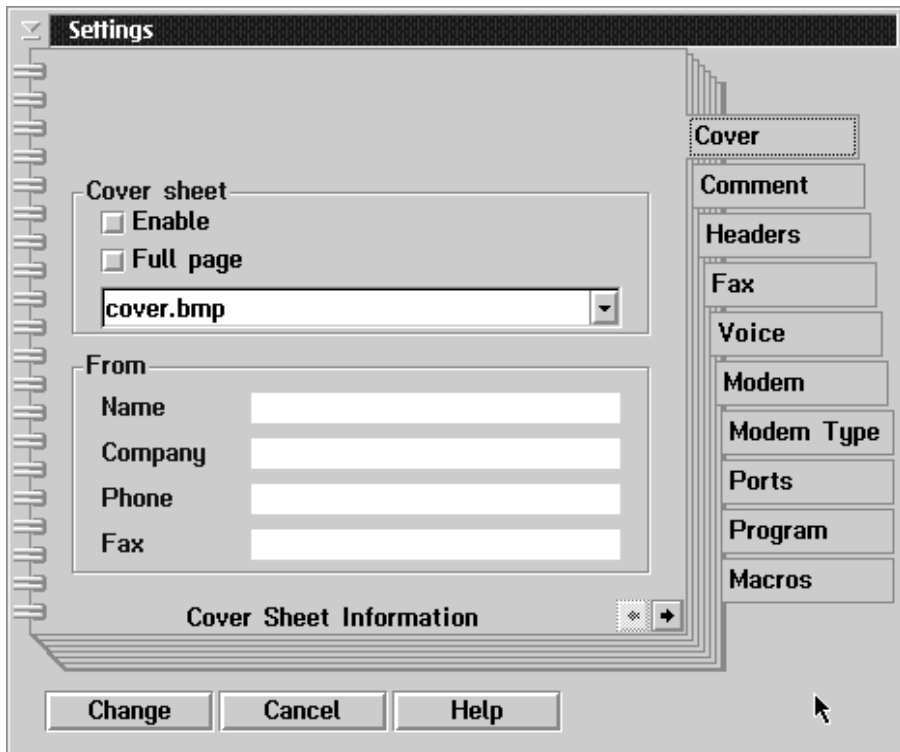 Settings
Cover sheet
Enable
Full page
cover.bmp
From
Name
Company
Phone
Fax
Cover Sheet Information
Cover
Comment
Headers
Fax
Voice
Modem
Modem Type
Ports
Program
Macros
Change
Cancel
Help